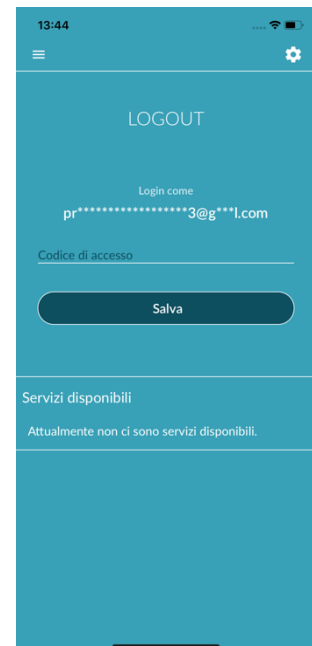 13:44
LOGOUT
Login come
pr******************3@g***l.com
Codice di accesso
Salva
Servizi disponibili
Attualmente non ci sono servizi disponibili.